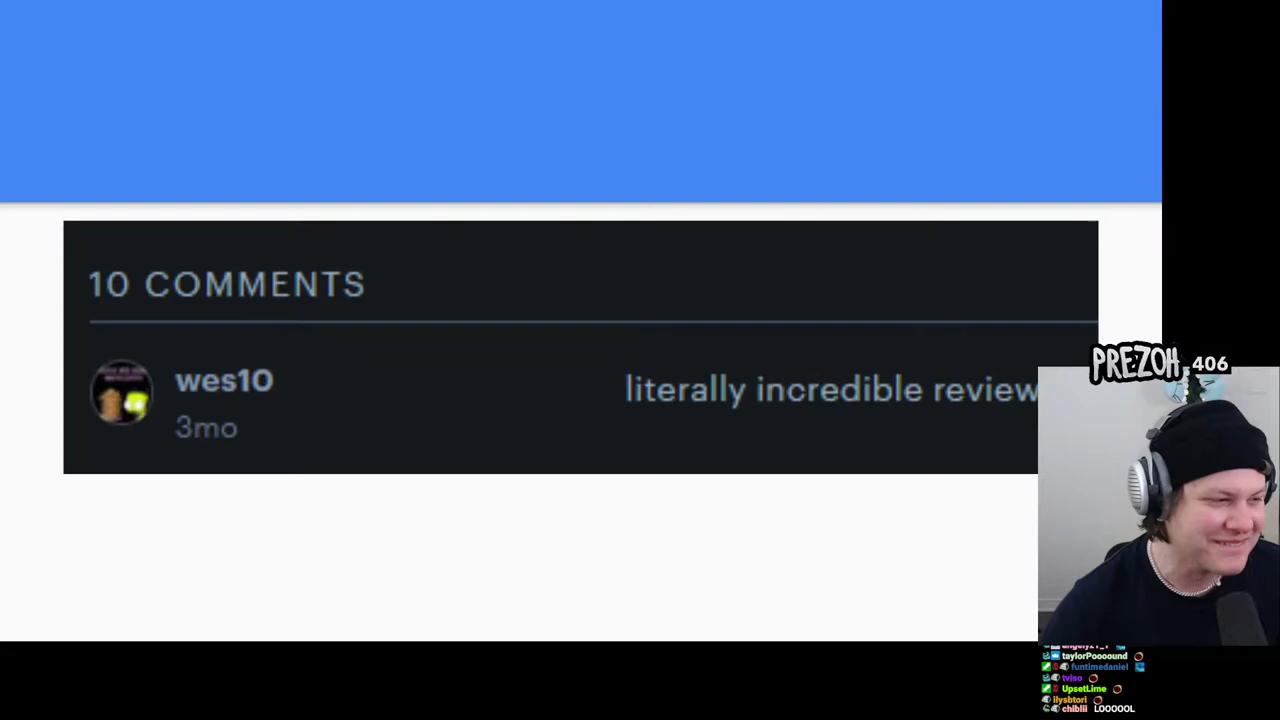 10 COMMENTS
wes10
literally incredible review
3mo
PREZOH 406
taylorPoooound
funtimedaniel
tviso
UpsetLime
ilysbtori
chiblii LOOOOOL